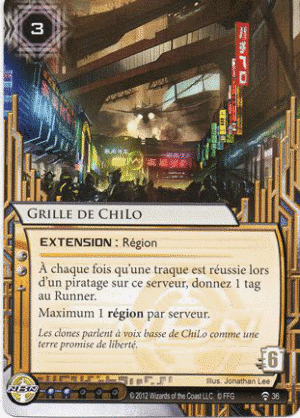 3
GRILLE DE CHILO
EXTENSION : Région
À chaque fois qu'une traque est réussie lors
d'un piratage sur ce serveur, donnez 1 tag
au Runner.
Maximum 1 région par serveur.
Les clones parlent à voix basse de ChiLo comme une
terre promise de liberté.
6
Illus. Jonathan Lee
NBN
© 2012 Wizards of the Coast LLC. © FFG
36